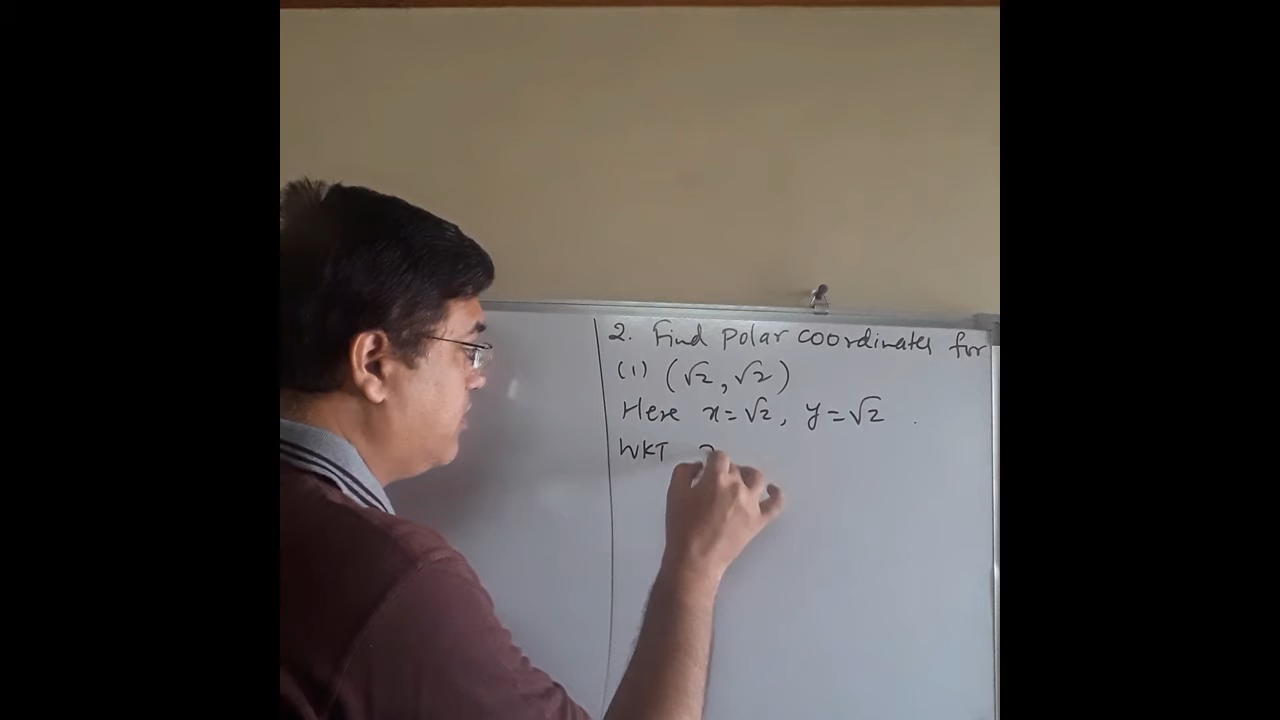 2. Find polar coordinates for
(1) (√2, √2)
Here x=√2, y=√2.
WKT